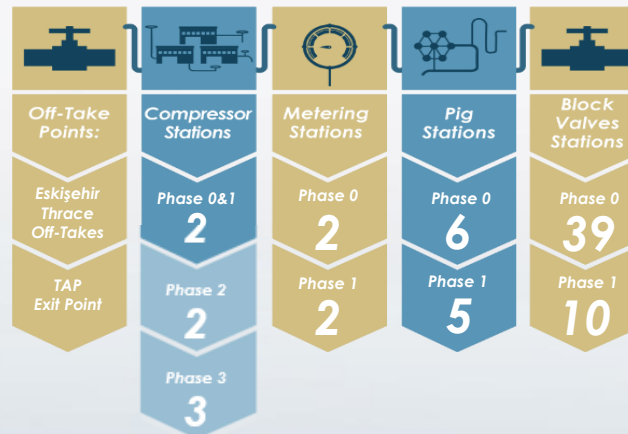 Off-Take
Points:
Eskişehir
Thrace
Off-Takes
TAP
Exit Point
Compressor
Stations
Phase 0&1
2
Phase 2
2
Phase 3
3
Metering
Stations
Phase 0
2
Phase 1
2
Pig
Stations
Phase 0
6
Phase 1
5
Block
Valves
Stations
Phase 0
39
Phase 1
10